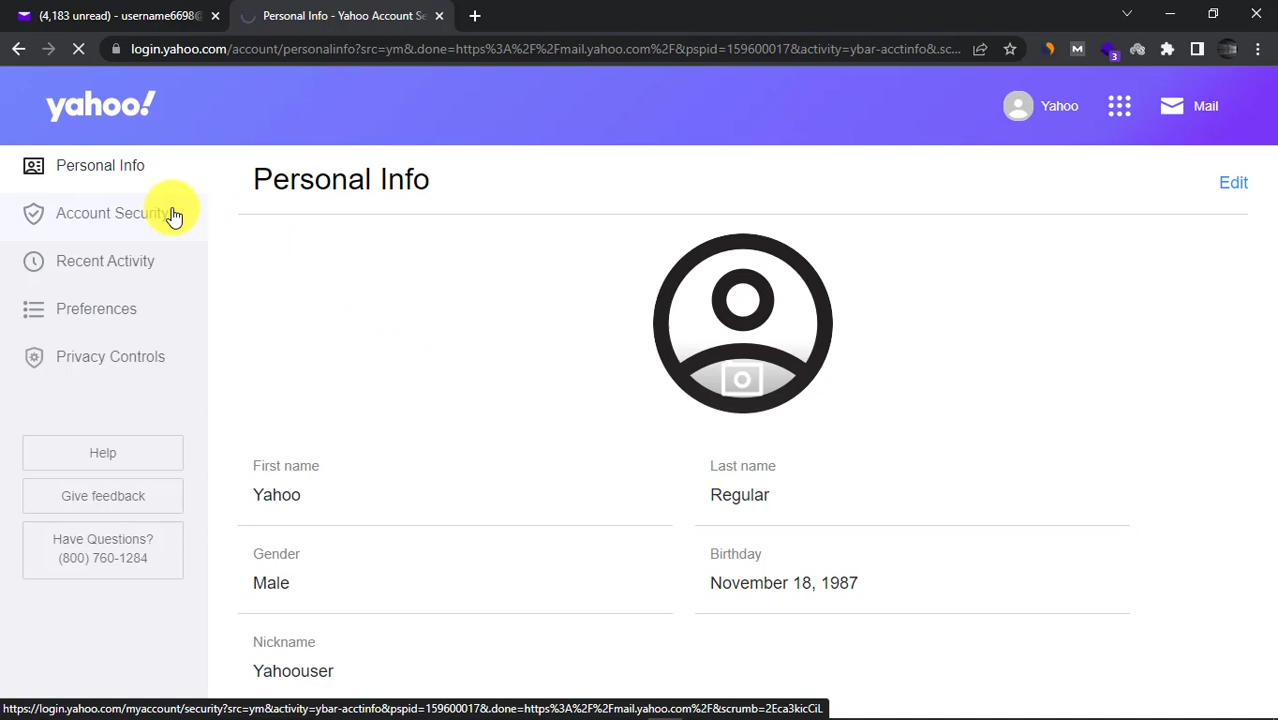 (4,183 unread) - username6698@
Personal Info - Yahoo Account Se
login.yahoo.com/account/personalinfo?src=ym&.done=https%3A%2F%2Fmail.yahoo.com%2F&pspid=159600017&activity=ybar-acctinfo&.sc...
M
3
yahoo!
Yahoo
Mail
Personal Info
Account Security
Recent Activity
Preferences
Privacy Controls
Help
Give feedback
Have Questions?
(800) 760-1284
Personal Info
Edit
First name
Last name
Yahoo
Regular
Gender
Birthday
Male
November 18, 1987
Nickname
Yahoouser
https://login.yahoo.com/myaccount/security?src=ym&activity=ybar-acctinfo&pspid=159600017&.done=https%3A%2F%2Fmail.yahoo.com%2F&scrumb=2Eca3kicCiL